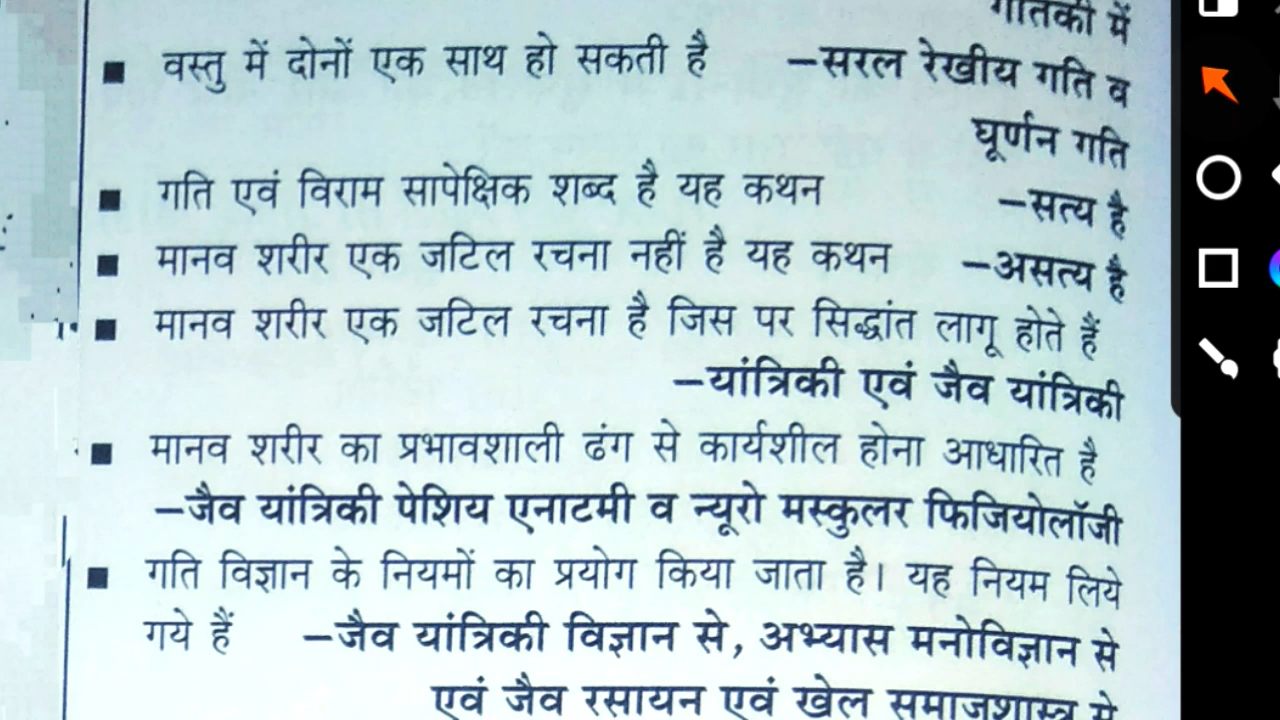 गतिकी में
■ वस्तु में दोनों एक साथ हो सकती है –सरल रेखीय गति व
घूर्णन गति
■ गति एवं विराम सापेक्षिक शब्द है यह कथन –सत्य है
■ मानव शरीर एक जटिल रचना नहीं है यह कथन –असत्य है
■ मानव शरीर एक जटिल रचना है जिस पर सिद्धांत लागू होते हैं
–यांत्रिकी एवं जैव यांत्रिकी
■ मानव शरीर का प्रभावशाली ढंग से कार्यशील होना आधारित है
–जैव यांत्रिकी पेशिय एनाटमी व न्यूरो मस्कुलर फिजियोलॉजी
■ गति विज्ञान के नियमों का प्रयोग किया जाता है। यह नियम लिये
गये हैं –जैव यांत्रिकी विज्ञान से, अभ्यास मनोविज्ञान से
एवं जैव रसायन एवं खेल समाजशास्त्र से